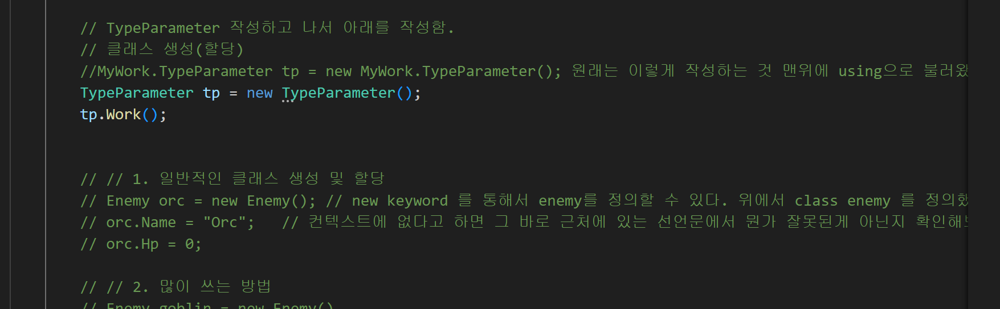 // TypeParameter 작성하고 나서 아래를 작성함.
// 클래스 생성(할당)
//MyWork.TypeParameter tp = new MyWork.TypeParameter(); 원래는 이렇게 작성하는 것 맨위에 using으로 불러왔
TypeParameter tp = new TypeParameter();
tp.Work();
// // 1. 일반적인 클래스 생성 및 할당
// Enemy orc = new Enemy(); // new keyword 를 통해서 enemy를 정의할 수 있다. 위에서 class enemy 를 정의했
// orc.Name = "Orc";   // 컨텍스트에 없다고 하면 그 바로 근처에 있는 선언문에서 뭔가 잘못된게 아닌지 확인해보
// orc.Hp = 0;
// // 2. 많이 쓰는 방법
// Enemy goblin = new Enemy()